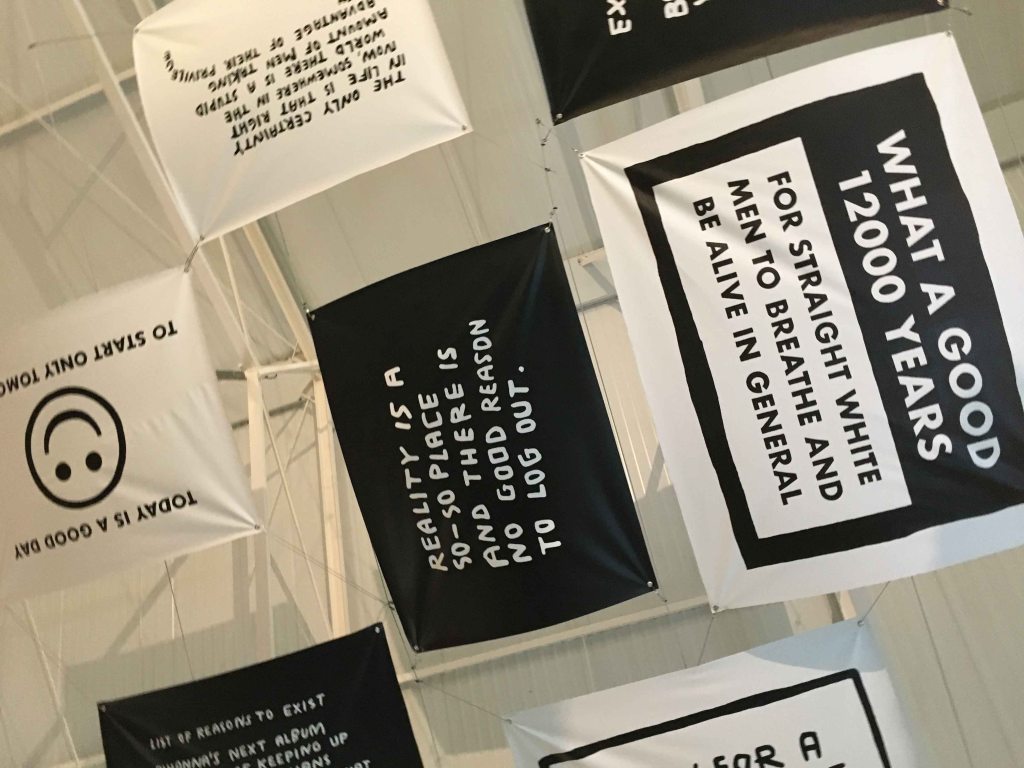 THE ONLY CERTAINTY
IN LIFE IS THAT RIGHT
NOW, SOMEWHERE IN THE
WORLD THERE IS A STUPID
AMOUNT OF MEN TAKING
ADVANTAGE OF THEIR PRIVILEGE
WHAT A GOOD
12000 YEARS
FOR STRAIGHT WHITE
MEN TO BREATHE AND
BE ALIVE IN GENERAL
REALITY IS A
SO-SO PLACE
AND THERE IS
NO GOOD REASON
TO LOG OUT.
TODAY IS A GOOD DAY
TO START ONLY
LIST OF REASONS TO EXIST
NEXT ALBUM
KEEPING UP
FOR A